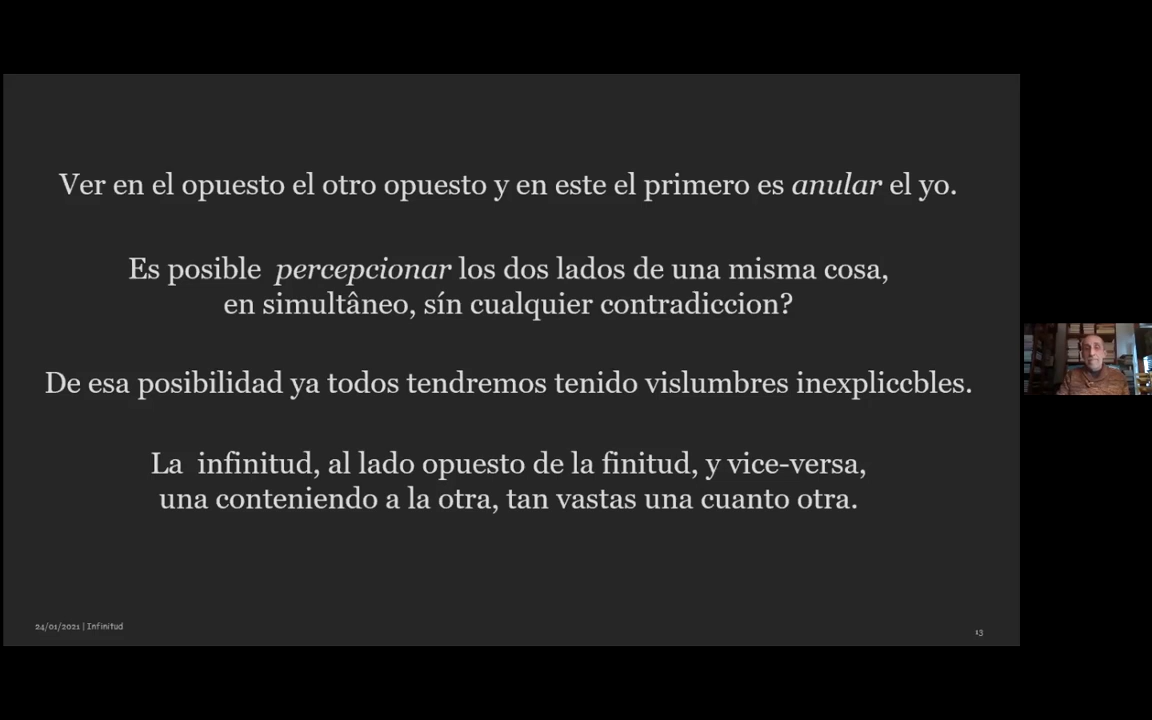 Ver en el opuesto el otro opuesto y en este el primero es anular el yo.
Es posible  percepcionar los dos lados de una misma cosa,
en simultâneo, sín cualquier contradiccion?
De esa posibilidad ya todos tendremos tenido vislumbres inexpliccbles.
La  infinitud, al lado opuesto de la finitud, y vice-versa,
una conteniendo a la otra, tan vastas una cuanto otra.
24/01/2021 | Infinitud
13